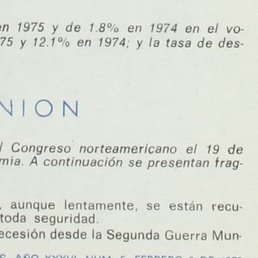 en 1975 y de 1.8% en 1974 en el vo-
75 y 12.1% en 1974; y la tasa de des-
NION
l Congreso norteamericano el 19 de
mía. A continuación se presentan frag-
, aunque lentamente, se están recu-
toda seguridad.
ecesión desde la Segunda Guerra Mun-